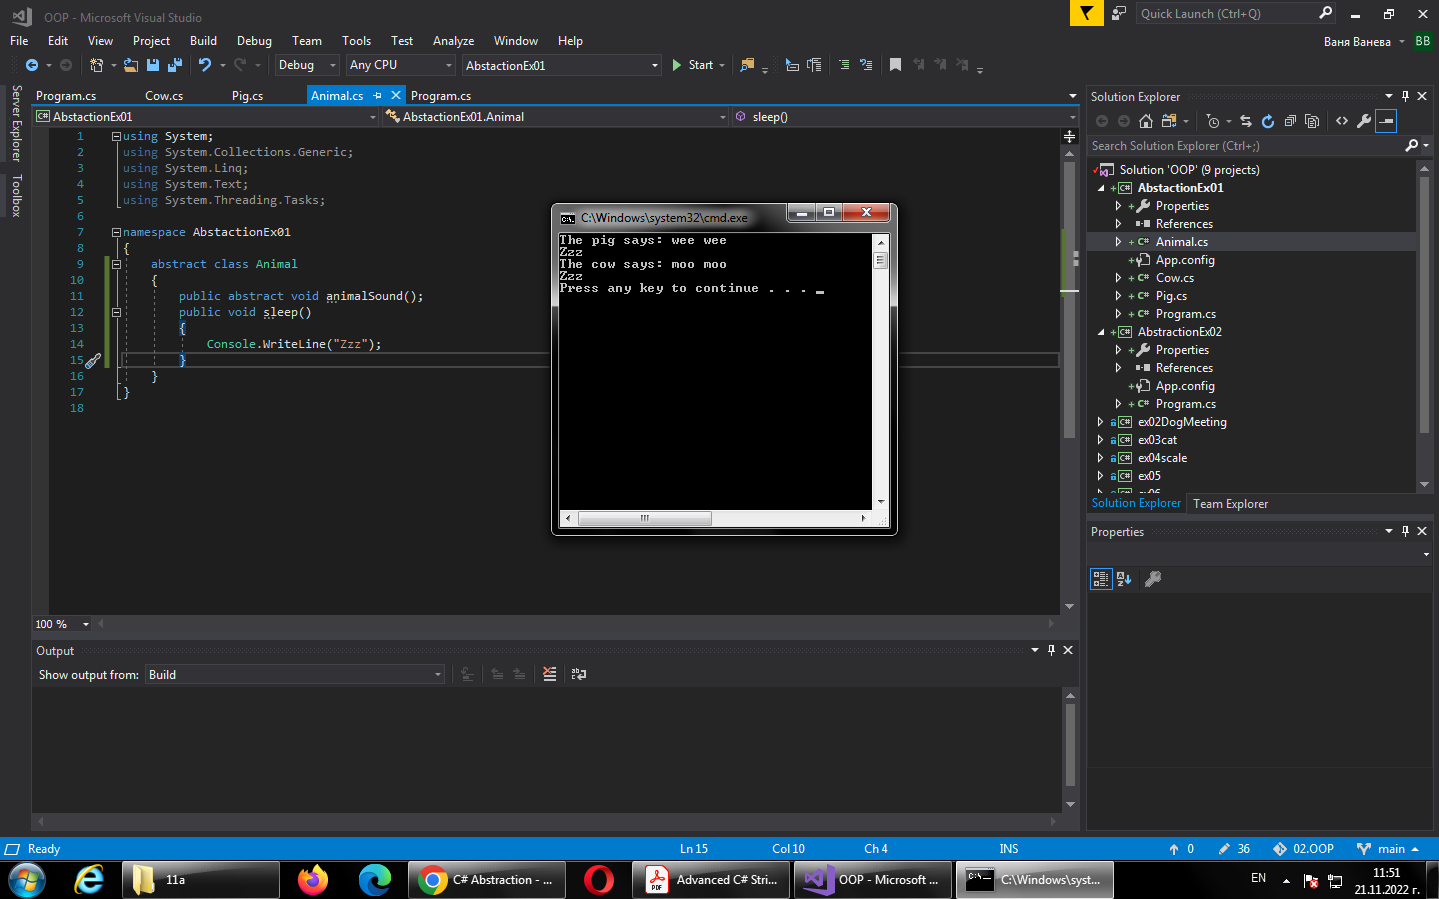 OOP - Microsoft Visual Studio
Quick Launch (Ctrl+Q)
File Edit View Project Build Debug Team Tools Test Analyze Window Help
Ваня Ванева BB
Debug Any CPU AbstactionEx01 Start
Server Explorer
Toolbox
Program.cs Cow.cs Pig.cs Animal.cs Program.cs
AbstactionEx01 AbstactionEx01.Animal sleep()
1 using System;
2 using System.Collections.Generic;
3 using System.Linq;
4 using System.Text;
5 using System.Threading.Tasks;
6
7 namespace AbstactionEx01
8 {
9 abstract class Animal
10 {
11 public abstract void animalSound();
12 public void sleep()
13 {
14 Console.WriteLine("Zzz");
15 }
16 }
17 }
18
100 %
C:\Windows\system32\cmd.exe
The pig says: wee wee
Zzz
The cow says: moo moo
Zzz
Press any key to continue . . . _
Solution Explorer
Search Solution Explorer (Ctrl+;)
Solution 'OOP' (9 projects)
AbstactionEx01
Properties
References
Animal.cs
App.config
Cow.cs
Pig.cs
Program.cs
AbstractionEx02
Properties
References
App.config
Program.cs
ex02DogMeeting
ex03cat
ex04scale
ex05
Solution Explorer Team Explorer
Properties
Output
Show output from: Build
Ready Ln 15 Col 10 Ch 4 INS 0 36 02.OOP main
11a
C# Abstraction - ...
Advanced C# Stri...
OOP - Microsoft ...
C:\Windows\syst...
EN
11:51
21.11.2022 г.